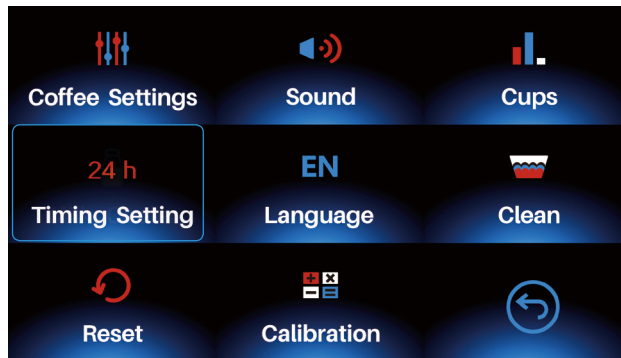 Coffee Settings
Sound
Cups
24 h
EN
Timing Setting
Language
Clean
Reset
Calibration